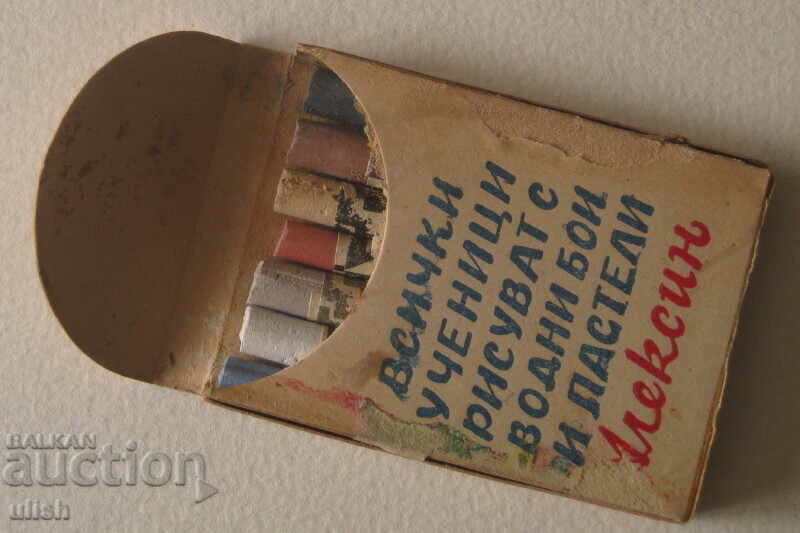 ВСИЧКИ
УЧЕНИЦИ
РИСУВАТ С
ВОДНИ БОИ
И ПАСТЕЛИ
Алексин
BALKAN
auction
ulish